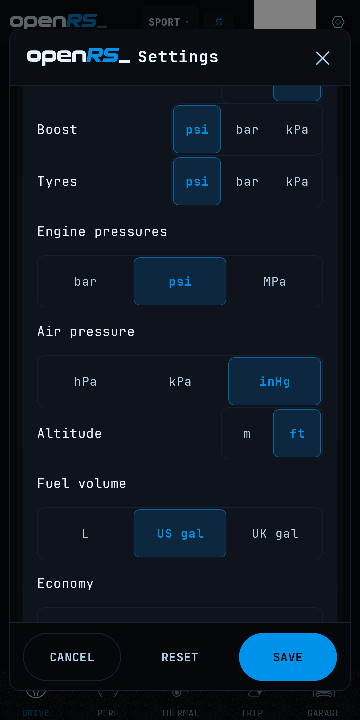 openRS_
SPORT
openRS_ Settings
Boost psi bar kPa
Tyres psi bar kPa
Engine pressures
bar psi MPa
Air pressure
hPa kPa inHg
Altitude m ft
Fuel volume
L US gal UK gal
Economy
CANCEL RESET SAVE
DRIVE THERMAL TRIP GARAGE